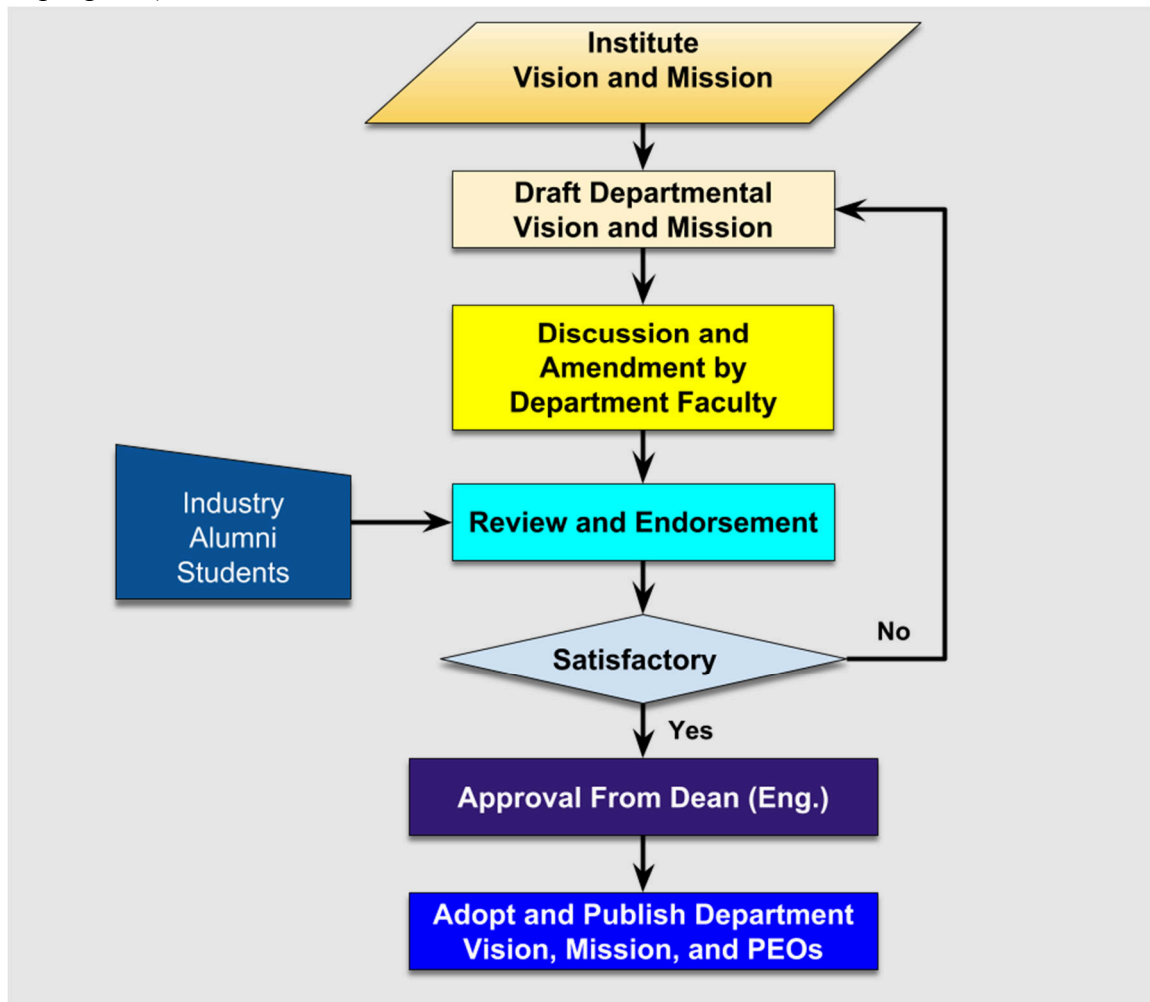 Institute
Vision and Mission
Draft Departmental
Vision and Mission
Discussion and
Amendment by
Department Faculty
Industry
Alumni
Students
Review and Endorsement
Satisfactory
No
Yes
Approval From Dean (Eng.)
Adopt and Publish Department
Vision, Mission, and PEOs